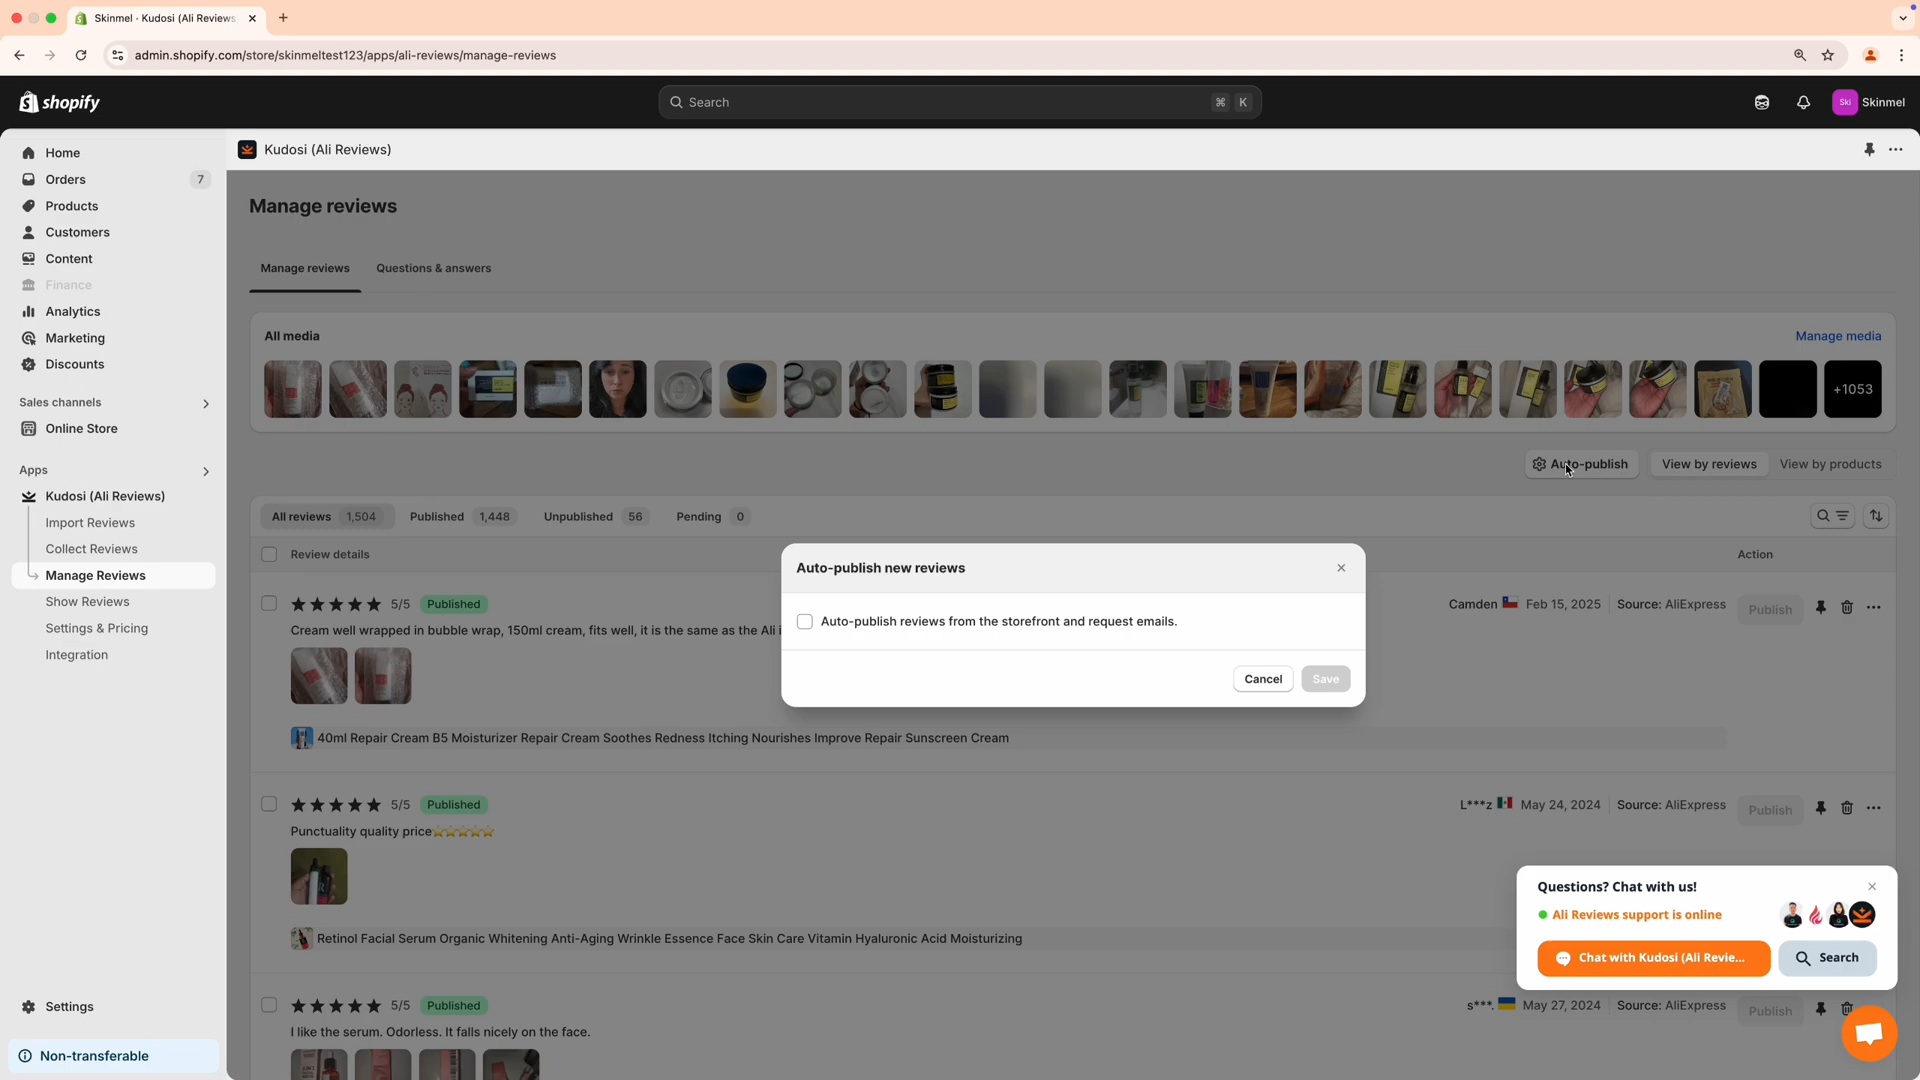 Skinmel · Kudosi (Ali Reviews
admin.shopify.com/store/skinmeltest123/apps/ali-reviews/manage-reviews
shopify
Search
⌘ K
Ski
Skinmel
Home
Orders 7
Products
Customers
Content
Finance
Analytics
Marketing
Discounts
Sales channels
Online Store
Apps
Kudosi (Ali Reviews)
Import Reviews
Collect Reviews
Manage Reviews
Show Reviews
Settings & Pricing
Integration
Settings
Non-transferable
Kudosi (Ali Reviews)
Manage reviews
Manage reviews Questions & answers
All media Manage media
+1053
Auto-publish View by reviews View by products
All reviews 1,504 Published 1,448 Unpublished 56 Pending 0
Review details Action
5/5 Published Camden Feb 15, 2025 Source: AliExpress Publish
Cream well wrapped in bubble wrap, 150ml cream, fits well, it is the same as the Ali i
40ml Repair Cream B5 Moisturizer Repair Cream Soothes Redness Itching Nourishes Improve Repair Sunscreen Cream
Auto-publish new reviews
Auto-publish reviews from the storefront and request emails.
Cancel Save
5/5 Published L***z May 24, 2024 Source: AliExpress Publish
Punctuality quality price⭐⭐⭐⭐⭐
Retinol Facial Serum Organic Whitening Anti-Aging Wrinkle Essence Face Skin Care Vitamin Hyaluronic Acid Moisturizing
5/5 Published s***. May 27, 2024 Source: AliExpress Publish
I like the serum. Odorless. It falls nicely on the face.
Questions? Chat with us!
Ali Reviews support is online
Chat with Kudosi (Ali Revie... Search